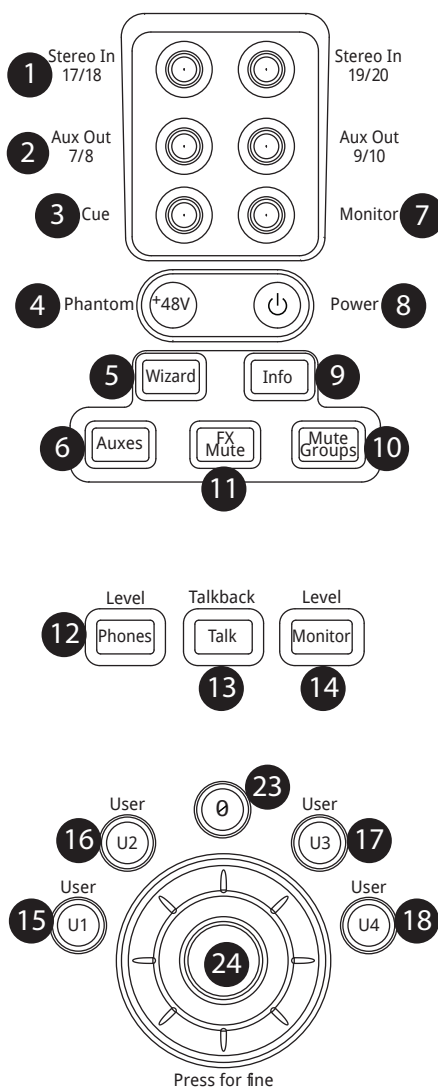 Stereo In
17/18
1
Stereo In
19/20
2
Aux Out
7/8
Aux Out
9/10
3
Cue
Monitor
7
4
Phantom
+48V
Power
8
5
Wizard
Info
9
6
Auxes
FX
Mute
Mute
Groups
10
11
Level
Talkback
Level
12
Phones
Talk
Monitor
13
14
23
0
User
User
16
U2
U3
17
User
User
15
U1
U4
18
24
Press for fine